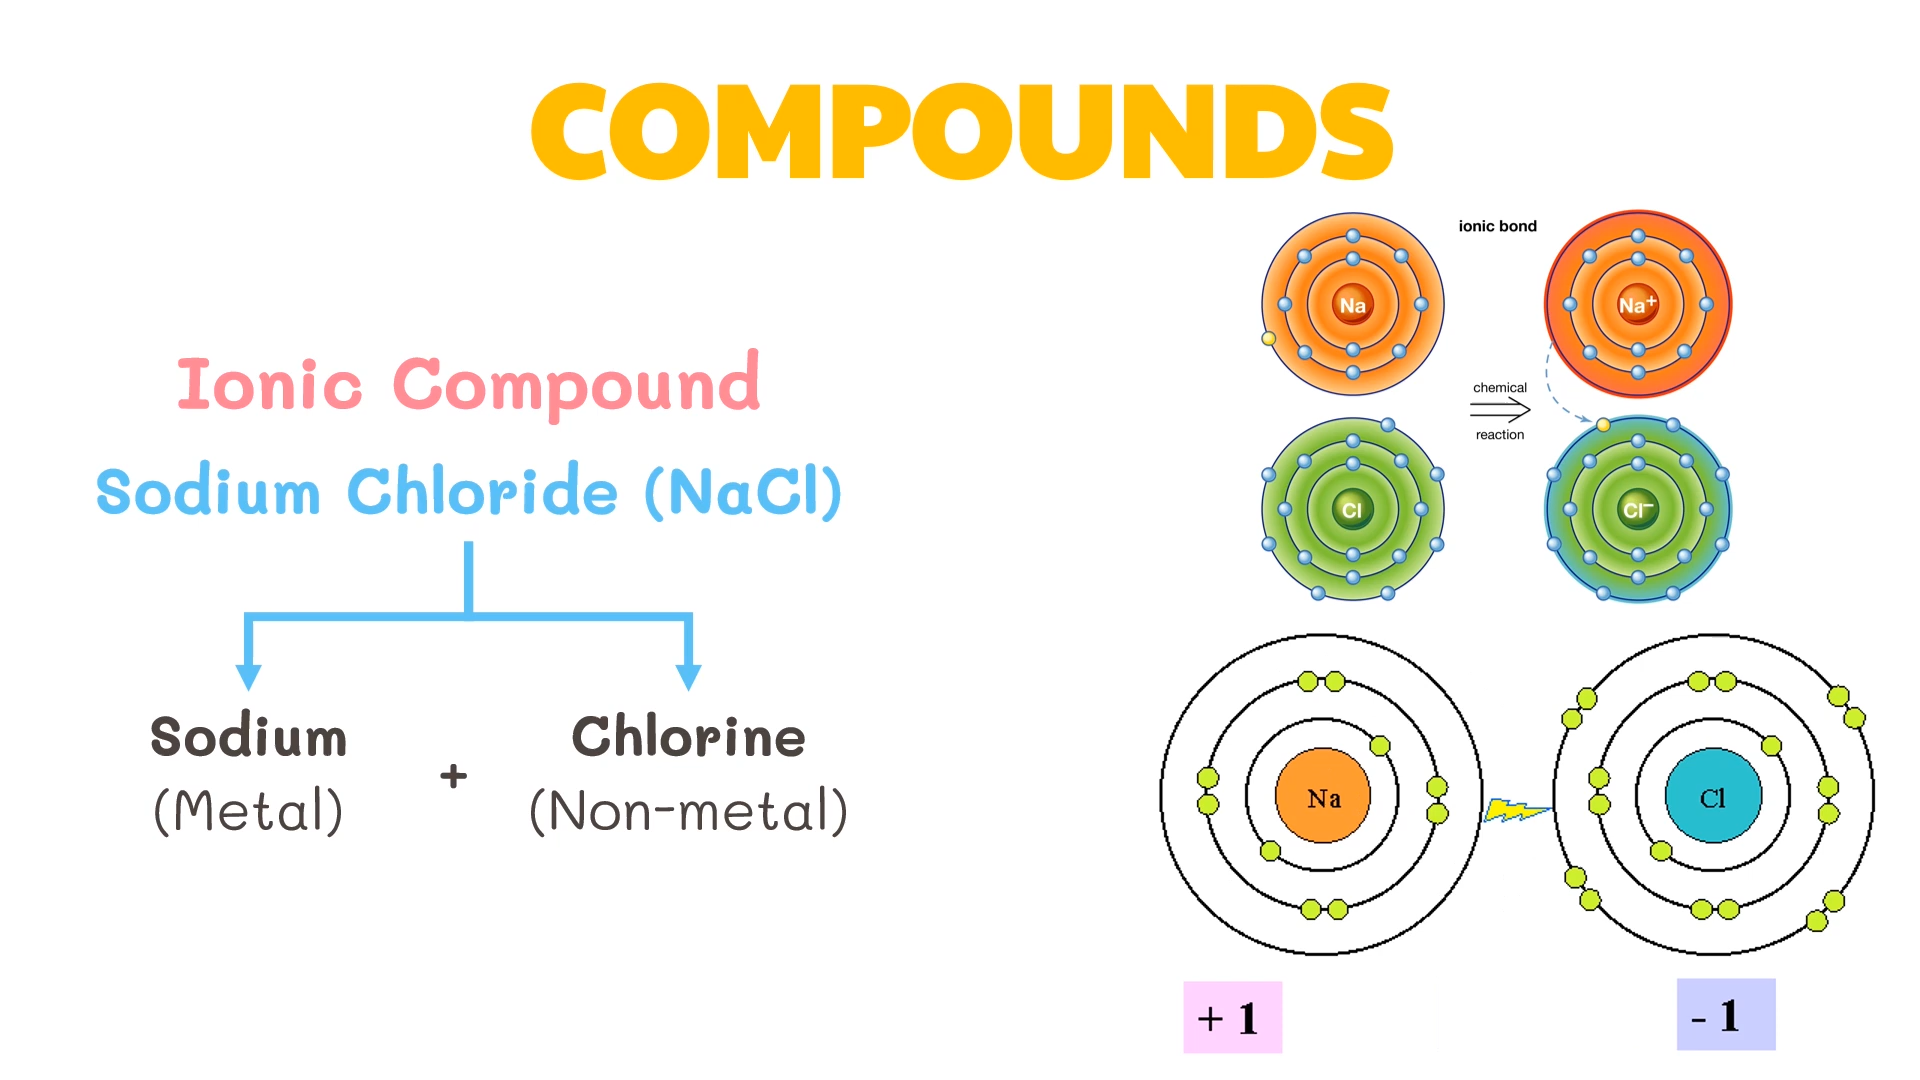 COMPOUNDS
Ionic Compound
Sodium Chloride (NaCl)
Sodium
(Metal)
+
Chlorine
(Non-metal)
ionic bond
Na
Na⁺
chemical
reaction
Cl
Cl⁻
Na
Cl
+ 1
- 1